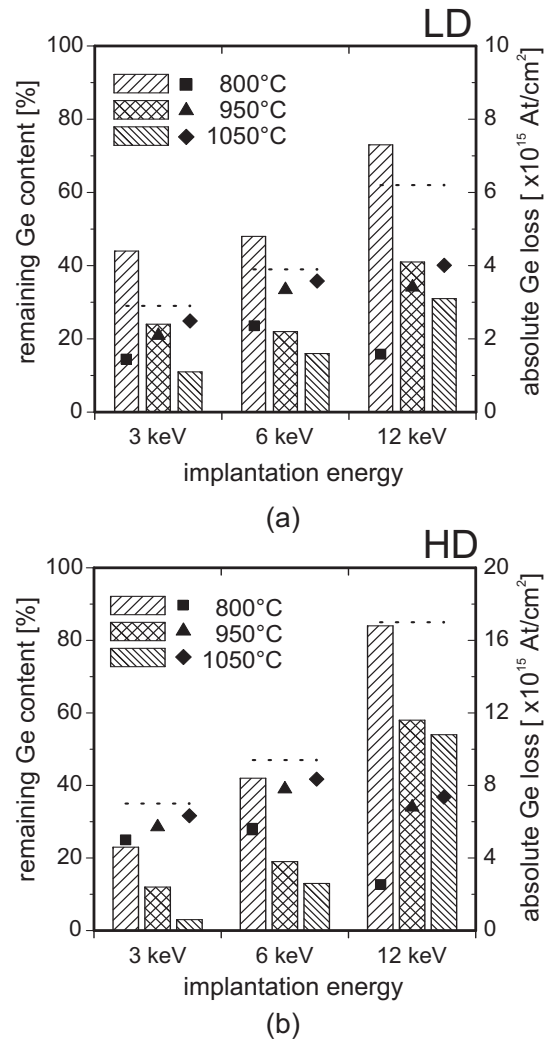 LD
100
80
60
40
20
0
remaining Ge content [%]
800°C
950°C
1050°C
10
8
6
4
2
0
absolute Ge loss [ x10¹⁵ At/cm²]
3 keV 6 keV 12 keV
implantation energy
(a)
HD
100
80
60
40
20
0
remaining Ge content [%]
800°C
950°C
1050°C
20
16
12
8
4
0
absolute Ge loss [ x10¹⁵ At/cm²]
3 keV 6 keV 12 keV
implantation energy
(b)